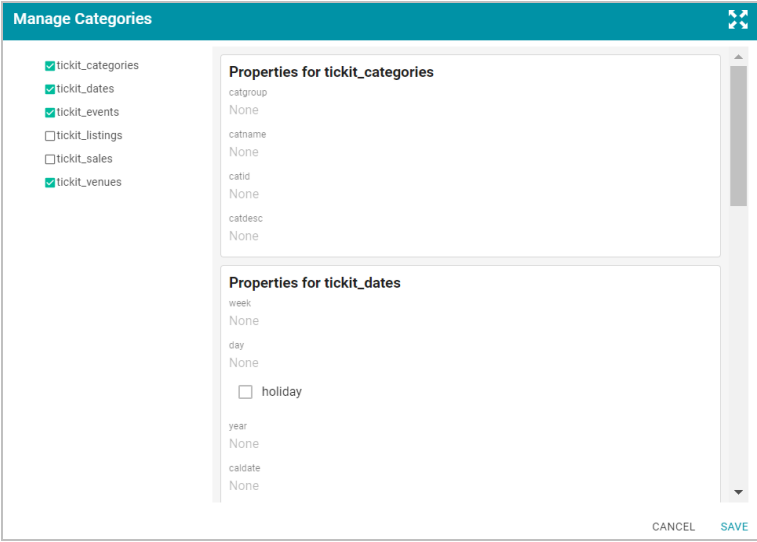 Manage Categories
tickit_categories
tickit_dates
tickit_events
tickit_listings
tickit_sales
tickit_venues
Properties for tickit_categories
catgroup
None
catname
None
catid
None
catdesc
None
Properties for tickit_dates
week
None
day
None
holiday
year
None
caldate
None
CANCEL SAVE